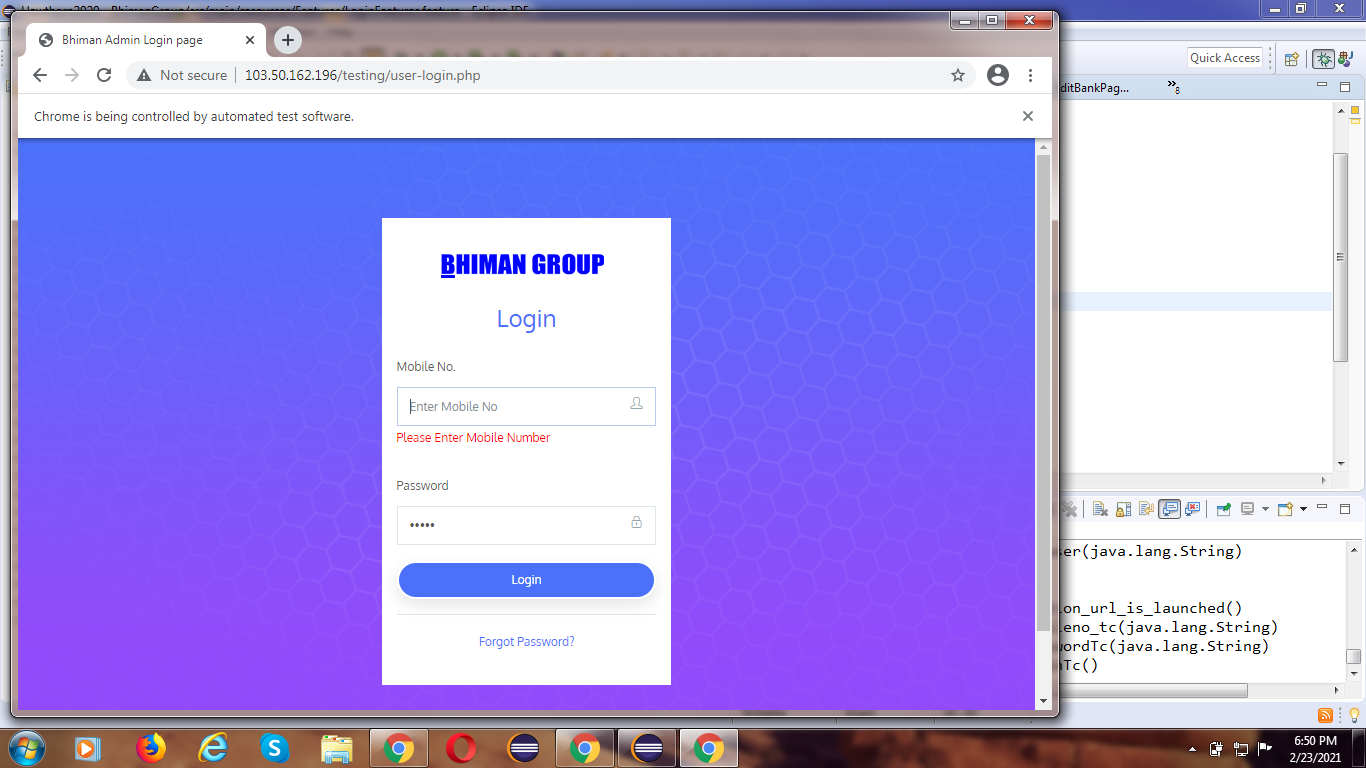 Bhiman Admin Login page
Not secure
103.50.162.196/testing/user-login.php
Chrome is being controlled by automated test software.
BHIMAN GROUP
Login
Mobile No.
Enter Mobile No
Please Enter Mobile Number
Password
•••••
Login
Forgot Password?
Quick Access
ditBankPag...
8
ser(java.lang.String)
ion_url_is_launched()
leno_tc(java.lang.String)
wordTc(java.lang.String)
nTc()
6:50 PM
2/23/2021